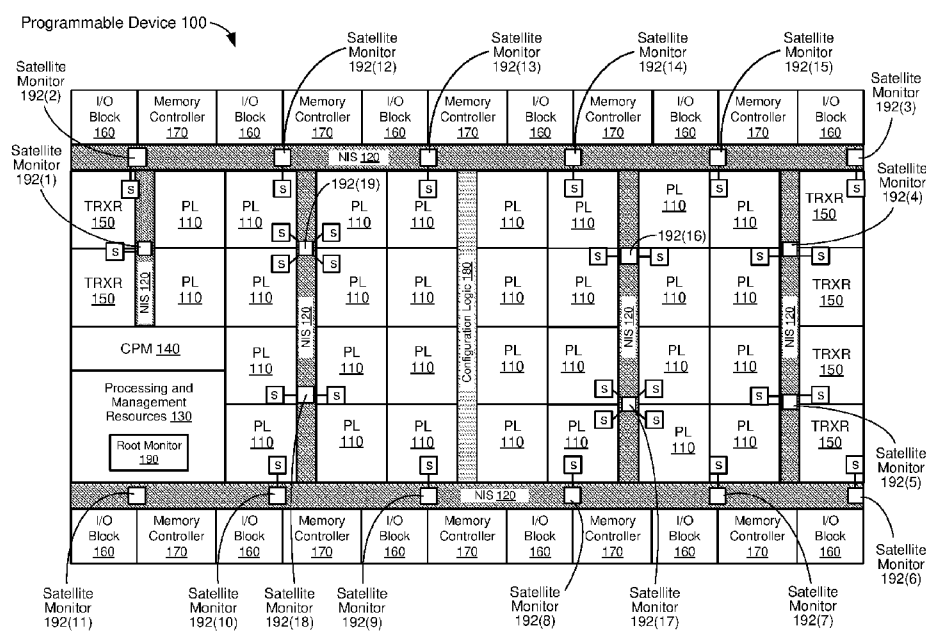 Programmable Device 100
Satellite Monitor 192(12)
Satellite Monitor 192(13)
Satellite Monitor 192(14)
Satellite Monitor 192(15)
Satellite Monitor 192(2)
Satellite Monitor 192(3)
I/O Block 160
Memory Controller 170
I/O Block 160
Memory Controller 170
I/O Block 160
Memory Controller 170
I/O Block 160
Memory Controller 170
I/O Block 160
Memory Controller 170
I/O Block 160
Satellite Monitor 192(1)
NIS 120
Satellite Monitor 192(4)
S
S
S
S
S
S
192(19)
TRXR 150
PL 110
PL 110
PL 110
PL 110
PL 110
PL 110
PL 110
PL 110
TRXR 150
S
S
S
S
S
192(16)
S
S
S
S
TRXR 150
NIS 120
PL 110
PL 110
PL 110
PL 110
PL 110
PL 110
PL 110
TRXR 150
Configuration Logic 180
NIS 120
NIS 120
NIS 120
CPM 140
PL 110
PL 110
PL 110
PL 110
PL 110
PL 110
TRXR 150
Processing and Management Resources 130
S
S
S
S
S
S
S
S
Root Monitor 190
PL 110
PL 110
PL 110
PL 110
PL 110
PL 110
TRXR 150
S
S
S
S
S
Satellite Monitor 192(5)
NIS 120
I/O Block 160
Memory Controller 170
I/O Block 160
Memory Controller 170
I/O Block 160
Memory Controller 170
I/O Block 160
Memory Controller 170
I/O Block 160
Memory Controller 170
I/O Block 160
Satellite Monitor 192(6)
Satellite Monitor 192(11)
Satellite Monitor 192(10)
Satellite Monitor 192(18)
Satellite Monitor 192(9)
Satellite Monitor 192(8)
Satellite Monitor 192(17)
Satellite Monitor 192(7)